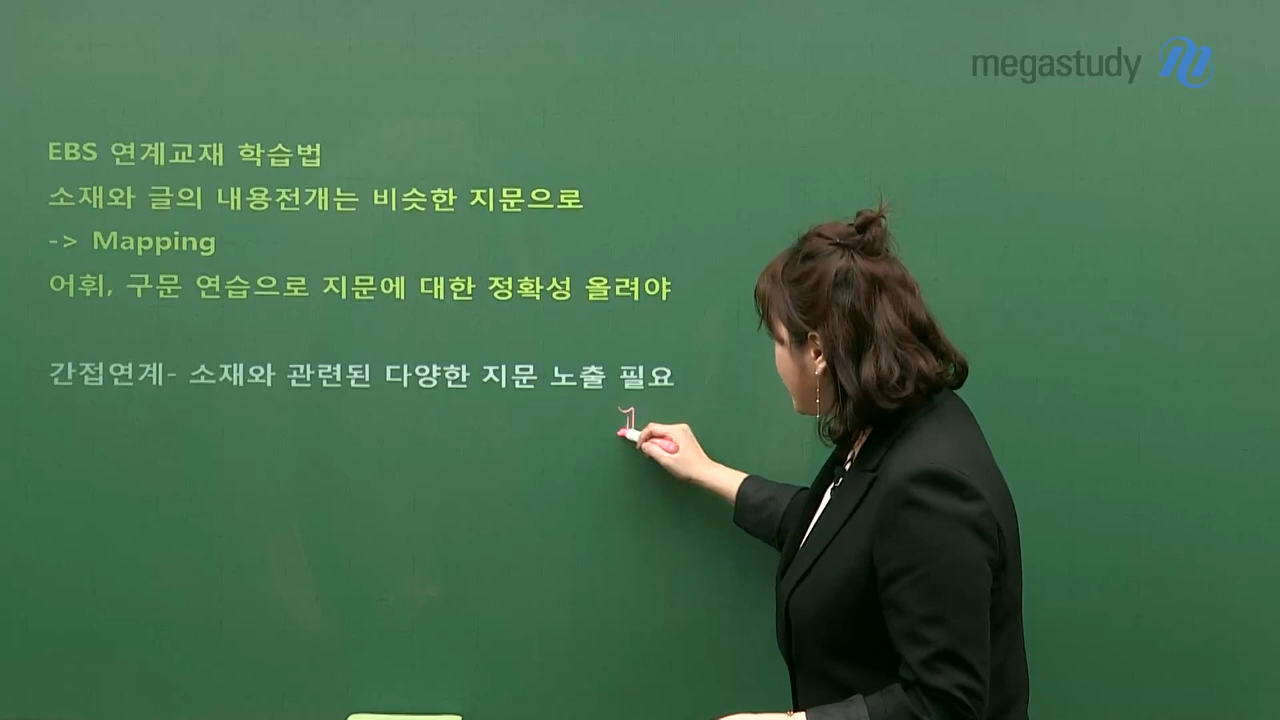 megastudy
EBS 연계교재 학습법
소재와 글의 내용전개는 비슷한 지문으로
-> Mapping
어휘, 구문 연습으로 지문에 대한 정확성 올려야
간접연계- 소재와 관련된 다양한 지문 노출 필요